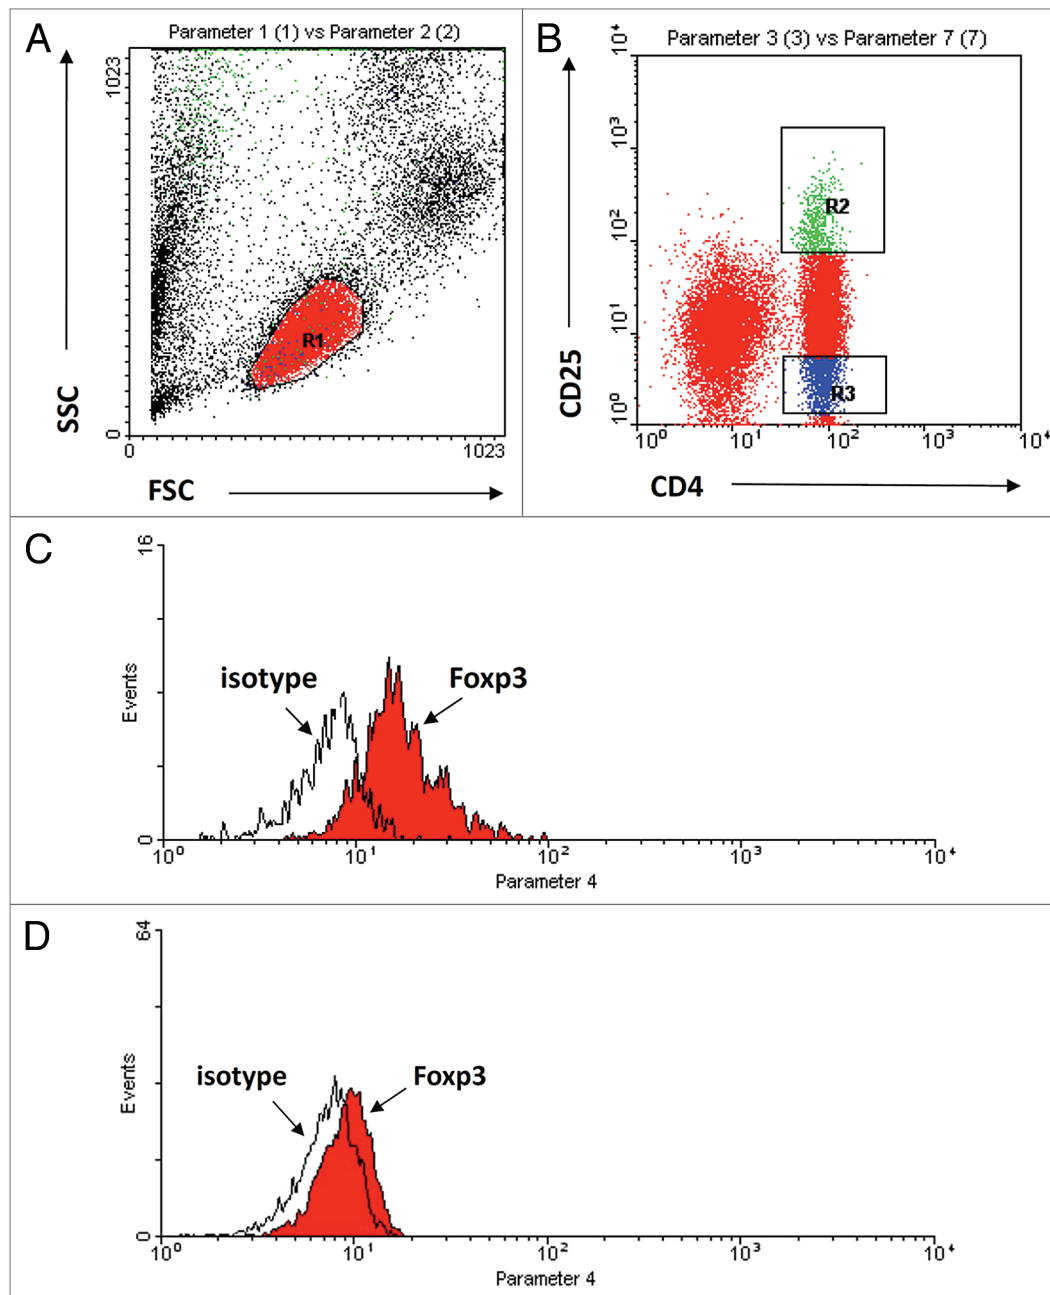 A
Parameter 1 (1) vs Parameter 2 (2)
1023
SSC
R1
0
0
1023
FSC
B
Parameter 3 (3) vs Parameter 7 (7)
10⁴
10³
10²
10¹
10⁰
CD25
R2
R3
10⁰ 10¹ 10² 10³ 10⁴
CD4
C
16
Events
isotype
Foxp3
0
10⁰ 10¹ 10² 10³ 10⁴
Parameter 4
D
64
Events
isotype
Foxp3
0
10⁰ 10¹ 10² 10³ 10⁴
Parameter 4